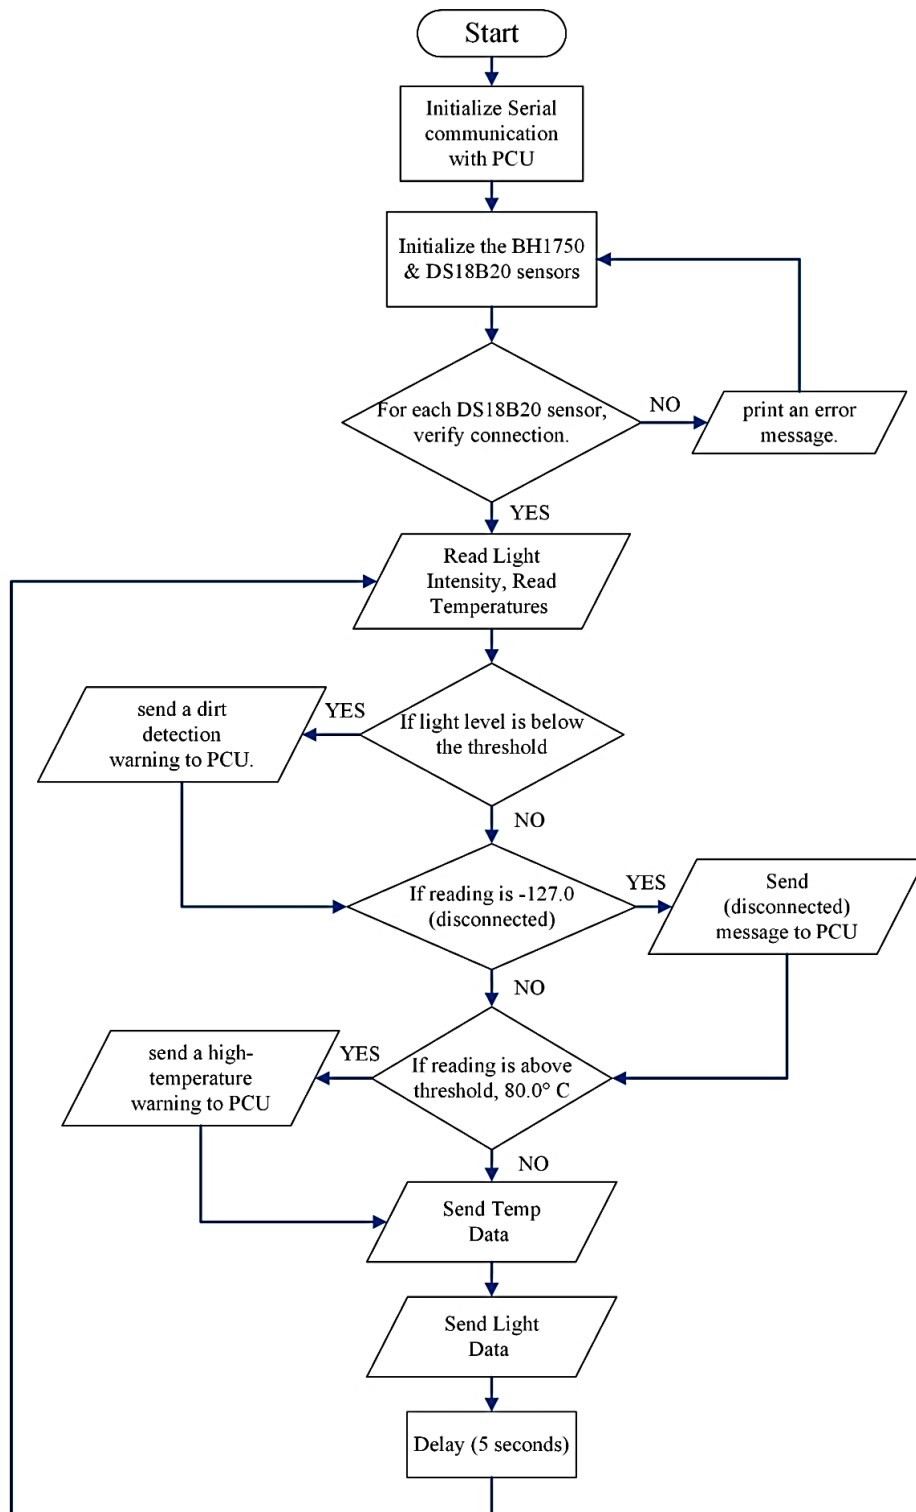 Start
Initialize Serial
communication
with PCU
Initialize the BH1750
& DS18B20 sensors
For each DS18B20 sensor,
verify connection.
NO
print an error
message.
YES
Read Light
Intensity, Read
Temperatures
send a dirt
detection
warning to PCU.
YES
If light level is below
the threshold
NO
If reading is -127.0
(disconnected)
YES
Send
(disconnected)
message to PCU
NO
send a high-
temperature
warning to PCU
YES
If reading is above
threshold, 80.0° C
NO
Send Temp
Data
Send Light
Data
Delay (5 seconds)